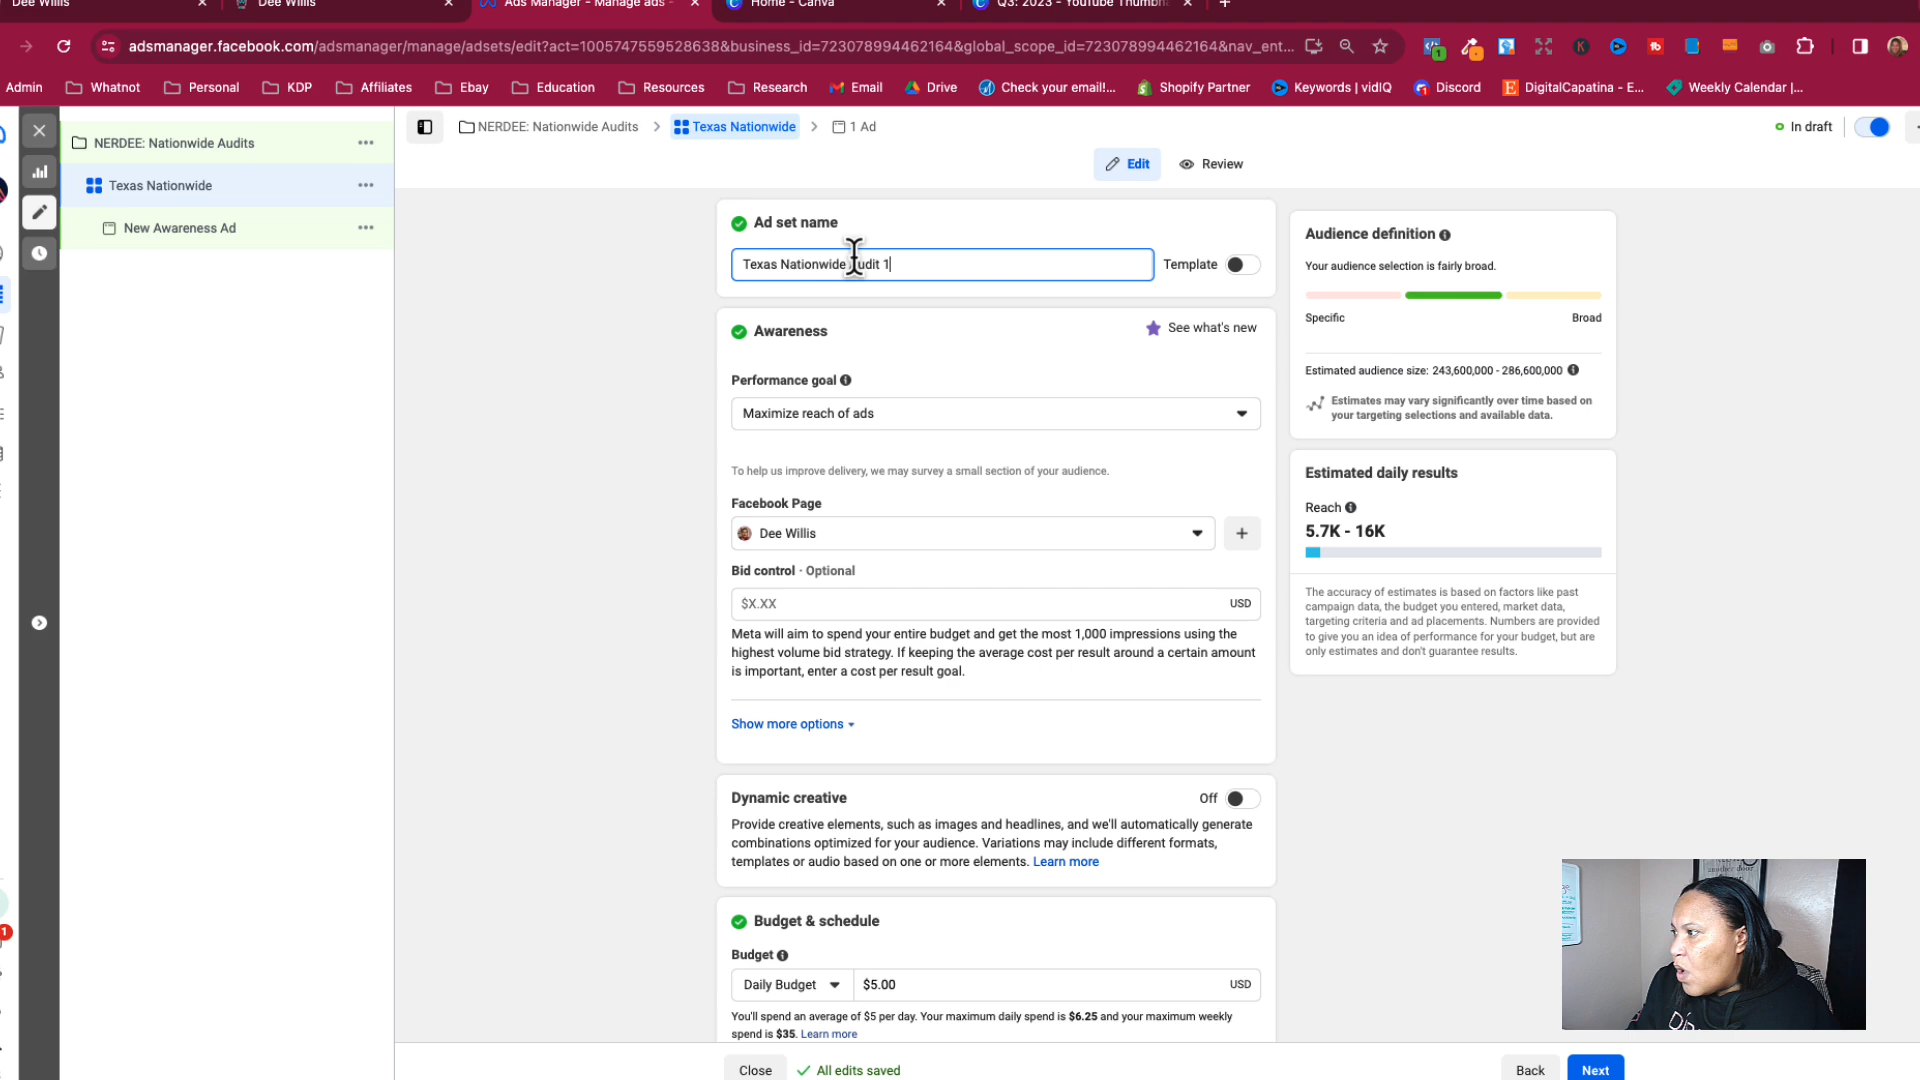 Dee Willis
Dee Willis
Ads Manager - Manage ads -
Home - Canva
Q3: 2023 - YouTube Thumbna
adsmanager.facebook.com/adsmanager/manage/adsets/edit?act=1005747559528638&business_id=723078994462164&global_scope_id=723078994462164&nav_ent...
Admin
Whatnot
Personal
KDP
Affiliates
Ebay
Education
Resources
Research
Email
Drive
Check your email!...
Shopify Partner
Keywords | vidIQ
Discord
DigitalCapatina - E...
Weekly Calendar |...
NERDEE: Nationwide Audits
Texas Nationwide
New Awareness Ad
NERDEE: Nationwide Audits
Texas Nationwide
1 Ad
In draft
Edit
Review
Ad set name
Texas Nationwide udit 1
Template
Awareness
See what's new
Performance goal
Maximize reach of ads
To help us improve delivery, we may survey a small section of your audience.
Facebook Page
Dee Willis
Bid control · Optional
$X.XX
USD
Meta will aim to spend your entire budget and get the most 1,000 impressions using the
highest volume bid strategy. If keeping the average cost per result around a certain amount
is important, enter a cost per result goal.
Show more options
Dynamic creative
Off
Provide creative elements, such as images and headlines, and we'll automatically generate
combinations optimized for your audience. Variations may include different formats,
templates or audio based on one or more elements. Learn more
Budget & schedule
Budget
Daily Budget
$5.00
USD
You'll spend an average of $5 per day. Your maximum daily spend is $6.25 and your maximum weekly
spend is $35. Learn more
Close
All edits saved
Back
Next
Audience definition
Your audience selection is fairly broad.
Specific
Broad
Estimated audience size: 243,600,000 - 286,600,000
Estimates may vary significantly over time based on
your targeting selections and available data.
Estimated daily results
Reach
5.7K - 16K
The accuracy of estimates is based on factors like past
campaign data, the budget you entered, market data,
targeting criteria and ad placements. Numbers are provided
to give you an idea of performance for your budget, but are
only estimates and don't guarantee results.
1
1
another door